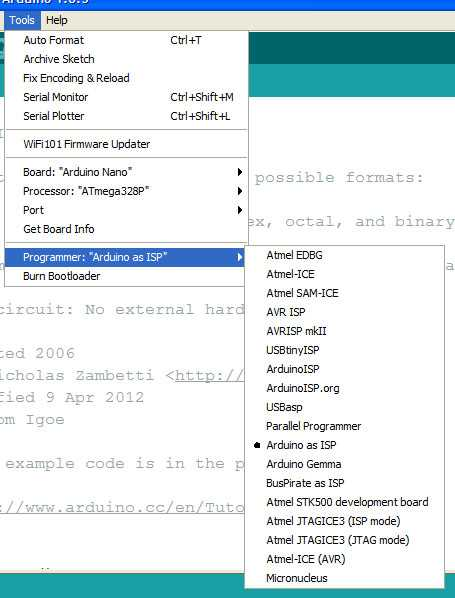 Tools Help
Auto Format Ctrl+T
Archive Sketch
Fix Encoding & Reload
Serial Monitor Ctrl+Shift+M
Serial Plotter Ctrl+Shift+L
WiFi101 Firmware Updater
Board: "Arduino Nano"
Processor: "ATmega328P"
Port
Get Board Info
Programmer: "Arduino as ISP"
Burn Bootloader
Atmel EDBG
Atmel-ICE
Atmel SAM-ICE
AVR ISP
AVRISP mkII
USBtinyISP
ArduinoISP
ArduinoISP.org
USBasp
Parallel Programmer
Arduino as ISP
Arduino Gemma
BusPirate as ISP
Atmel STK500 development board
Atmel JTAGICE3 (ISP mode)
Atmel JTAGICE3 (JTAG mode)
Atmel-ICE (AVR)
Micronucleus
possible formats:
ex, octal, and binary
circuit: No external hard
ted 2006
icholas Zambetti <http://
fied 9 Apr 2012
om Igoe
example code is in the p
://www.arduino.cc/en/Tuto